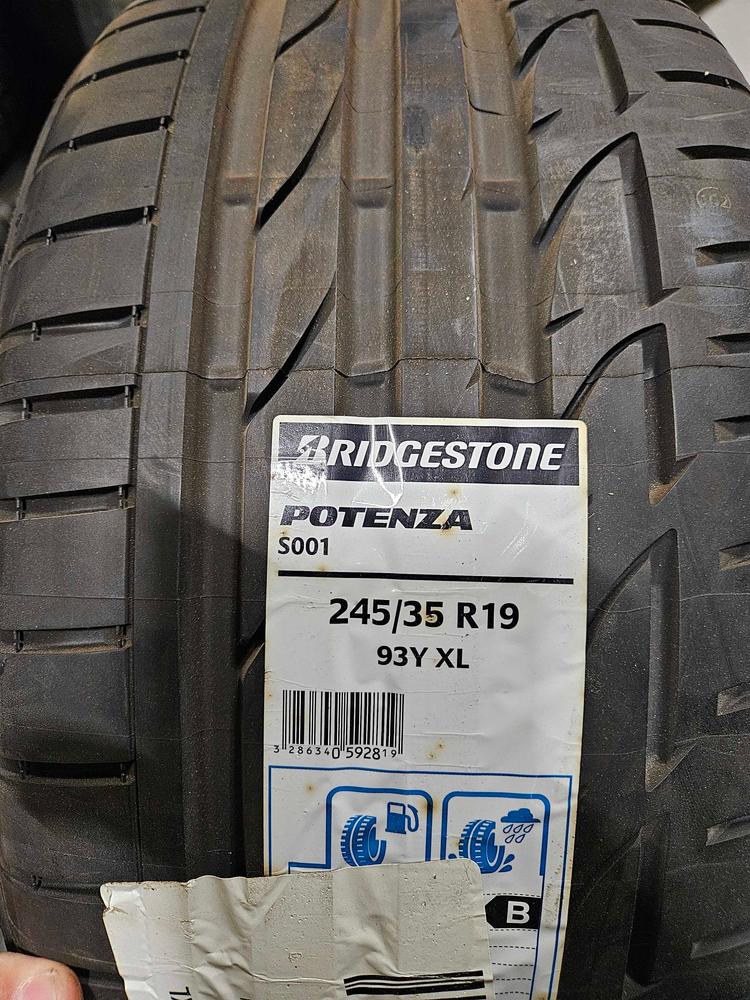 BRIDGESTONE
POTENZA
S001
245/35 R19
93Y XL
3 286340 592819
B